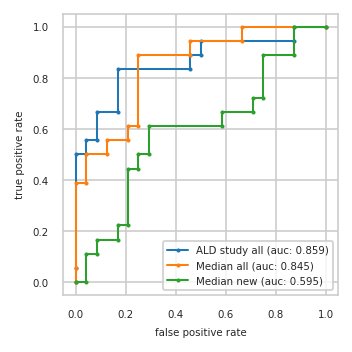 1.0
0.8
0.6
0.4
0.2
0.0
true positive rate
ALD study all (auc: 0.859)
Median all (auc: 0.845)
Median new (auc: 0.595)
0.0 0.2 0.4 0.6 0.8 1.0
false positive rate